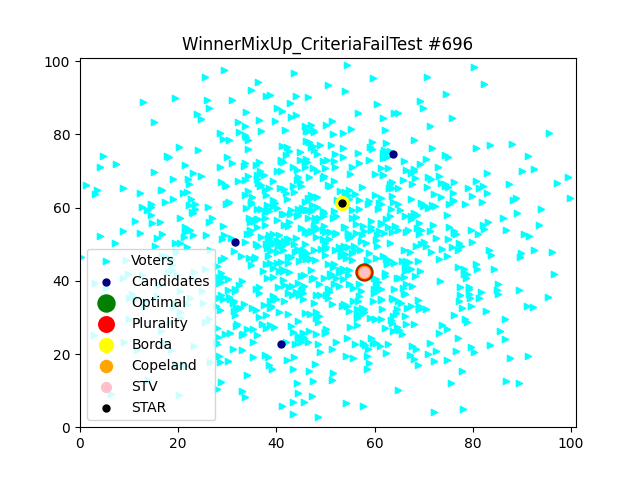 WinnerMixUp_CriteriaFailTest #696
100
80
60
40
20
0
Voters
Candidates
Optimal
Plurality
Borda
Copeland
STV
STAR
0 20 40 60 80 100